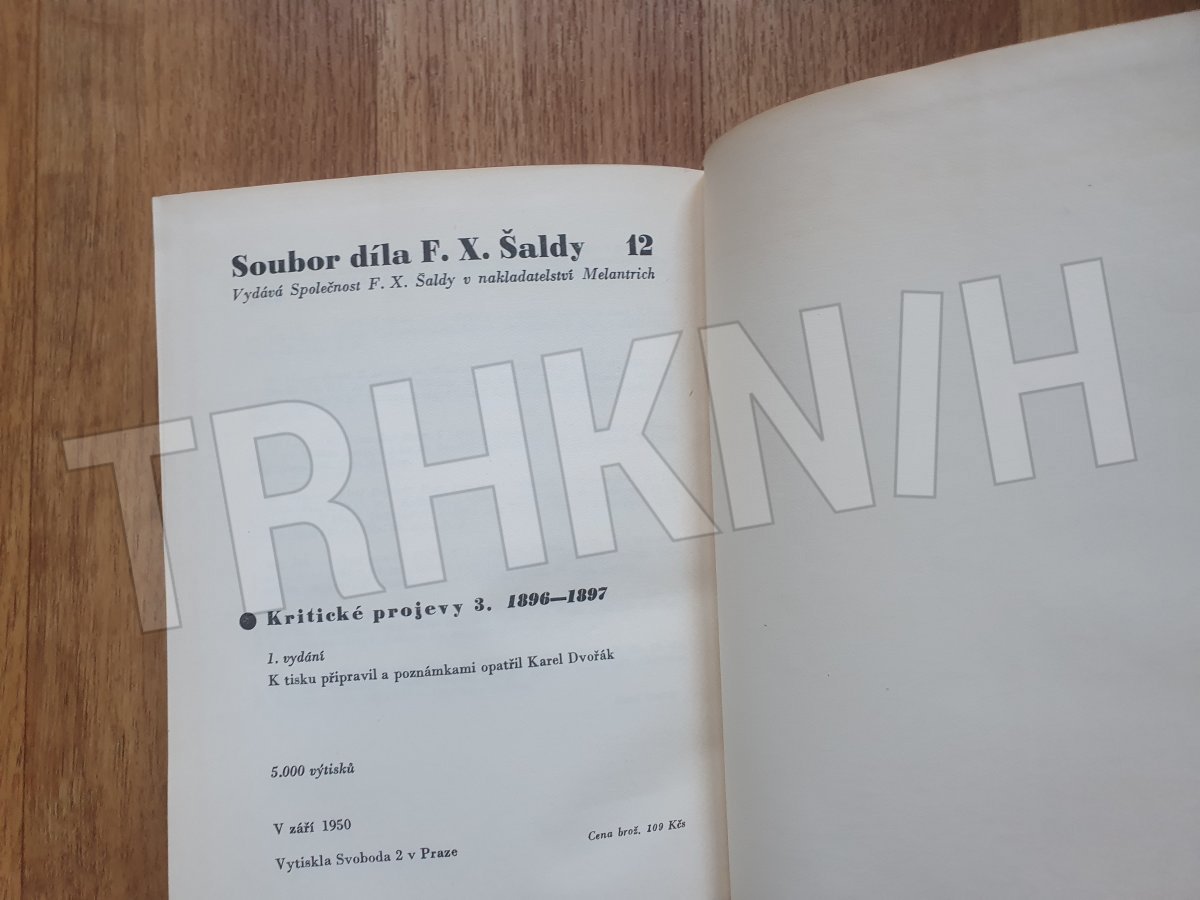 Soubor díla F. X. Šaldy 12
Vydává Společnost F. X. Šaldy v nakladatelství Melantrich
TRHKNIH
Kritické projevy 3. 1896—1897
1. vydání
K tisku připravil a poznámkami opatřil Karel Dvořák
5.000 výtisků
V září 1950
Cena brož. 109 Kčs
Vytiskla Svoboda 2 v Praze